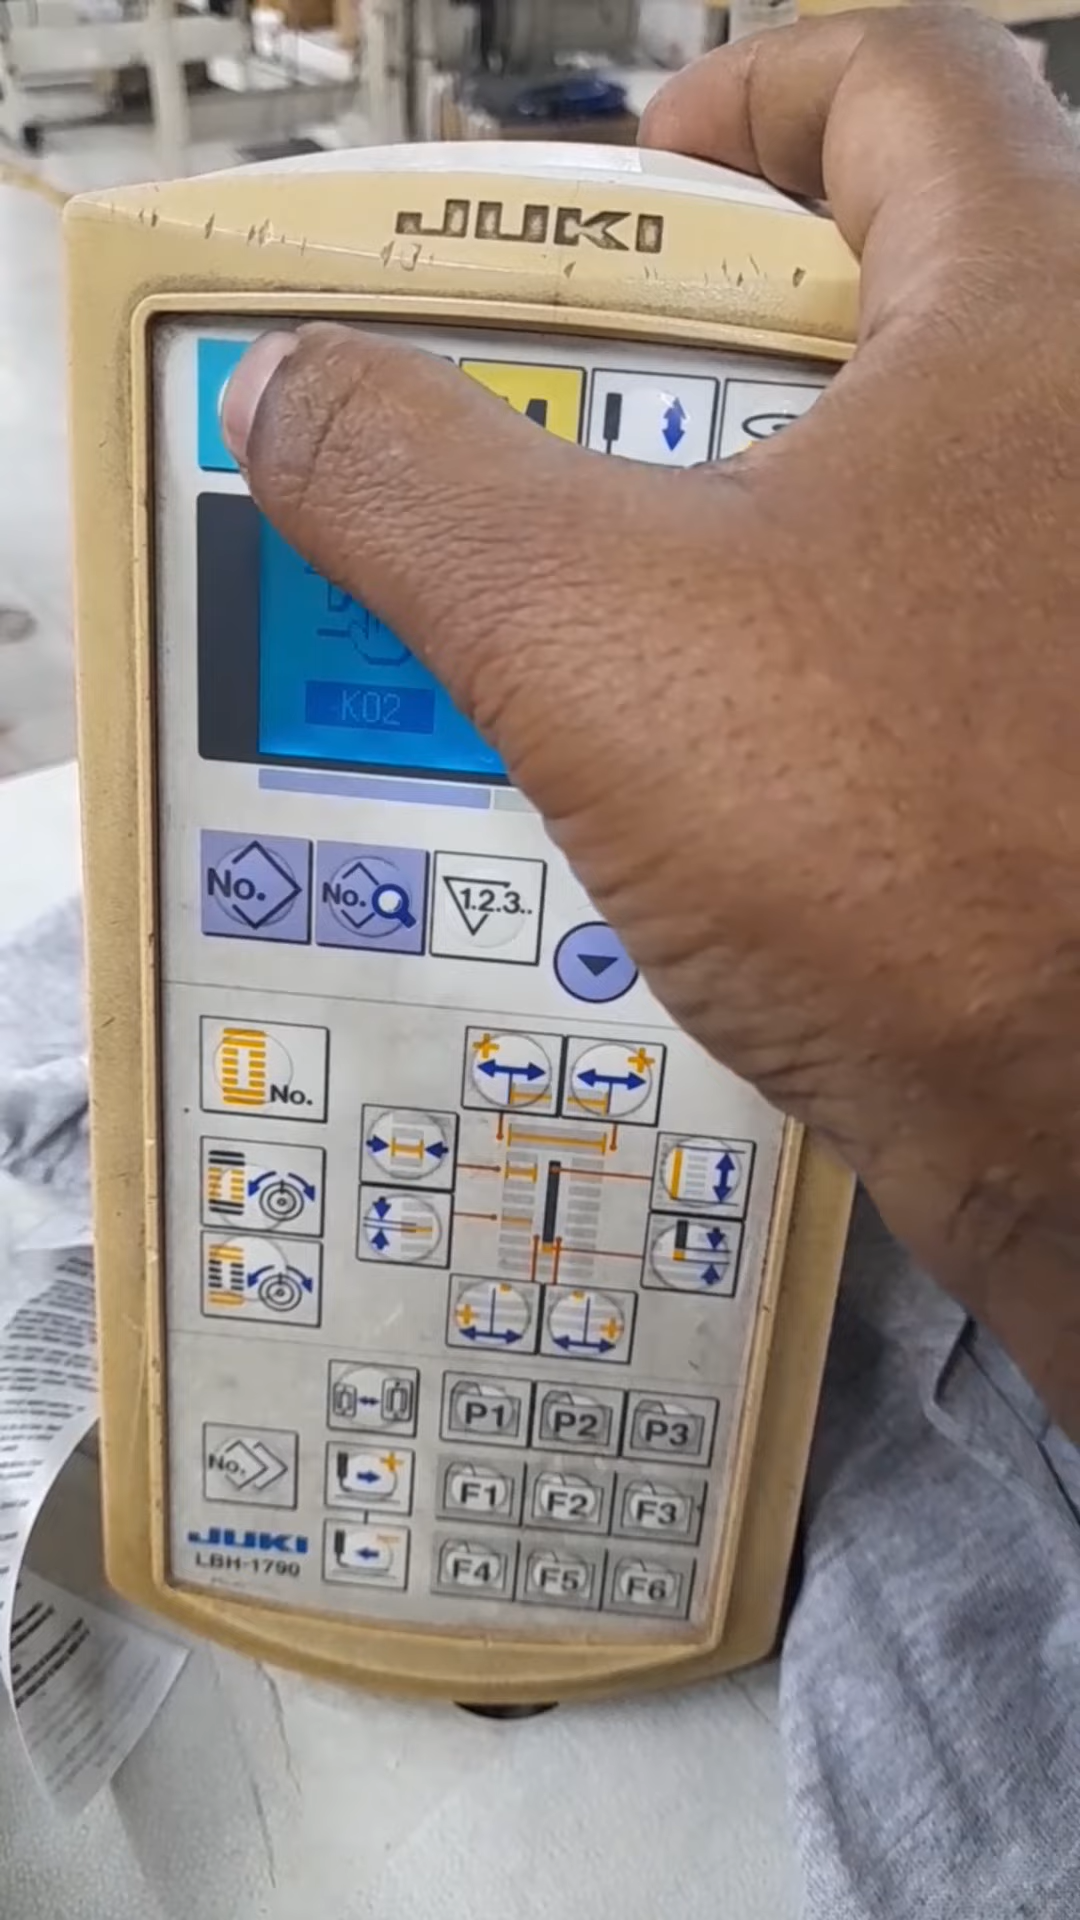 JUKI
K02
No.
No.
1.2.3..
No.
P1
P2
P3
No.
F1
F2
F3
JUKI
LBH-1790
F4
F5
F6